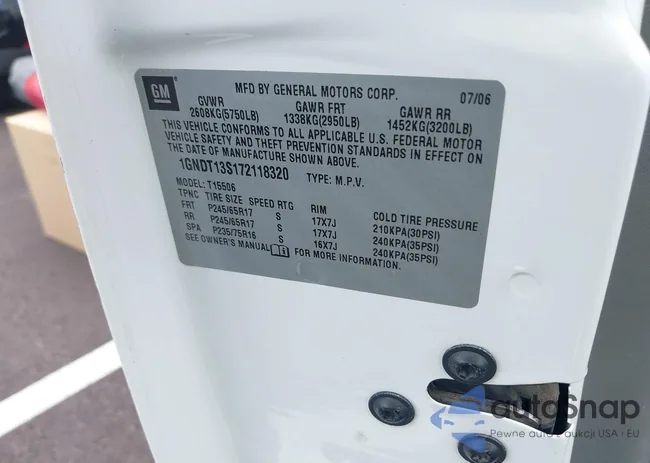 GM
MFD BY GENERAL MOTORS CORP. 07/06
GVWR GAWR FRT GAWR RR
2608KG(5750LB) 1338KG(2950LB) 1452KG(3200LB)
THIS VEHICLE CONFORMS TO ALL APPLICABLE U.S. FEDERAL MOTOR
VEHICLE SAFETY AND THEFT PREVENTION STANDARDS IN EFFECT ON
THE DATE OF MANUFACTURE SHOWN ABOVE.
1GNDT13S172118320 TYPE: M.P.V.
MODEL: T15506
TPNC TIRE SIZE SPEED RTG RIM COLD TIRE PRESSURE
FRT P245/65R17 S 17X7J 210KPA(30PSI)
RR P245/65R17 S 17X7J 240KPA(35PSI)
SPA P235/75R16 S 16X7J 240KPA(35PSI)
SEE OWNER'S MANUAL FOR MORE INFORMATION.
autoSnap
Pewne auto z aukcji USA i EU